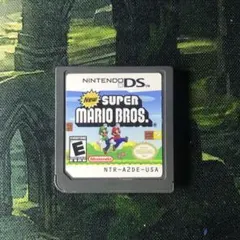 NINTENDO DS
New SUPER
MARIO BROS.
E
Nintendo
NTR-A2DE-USA